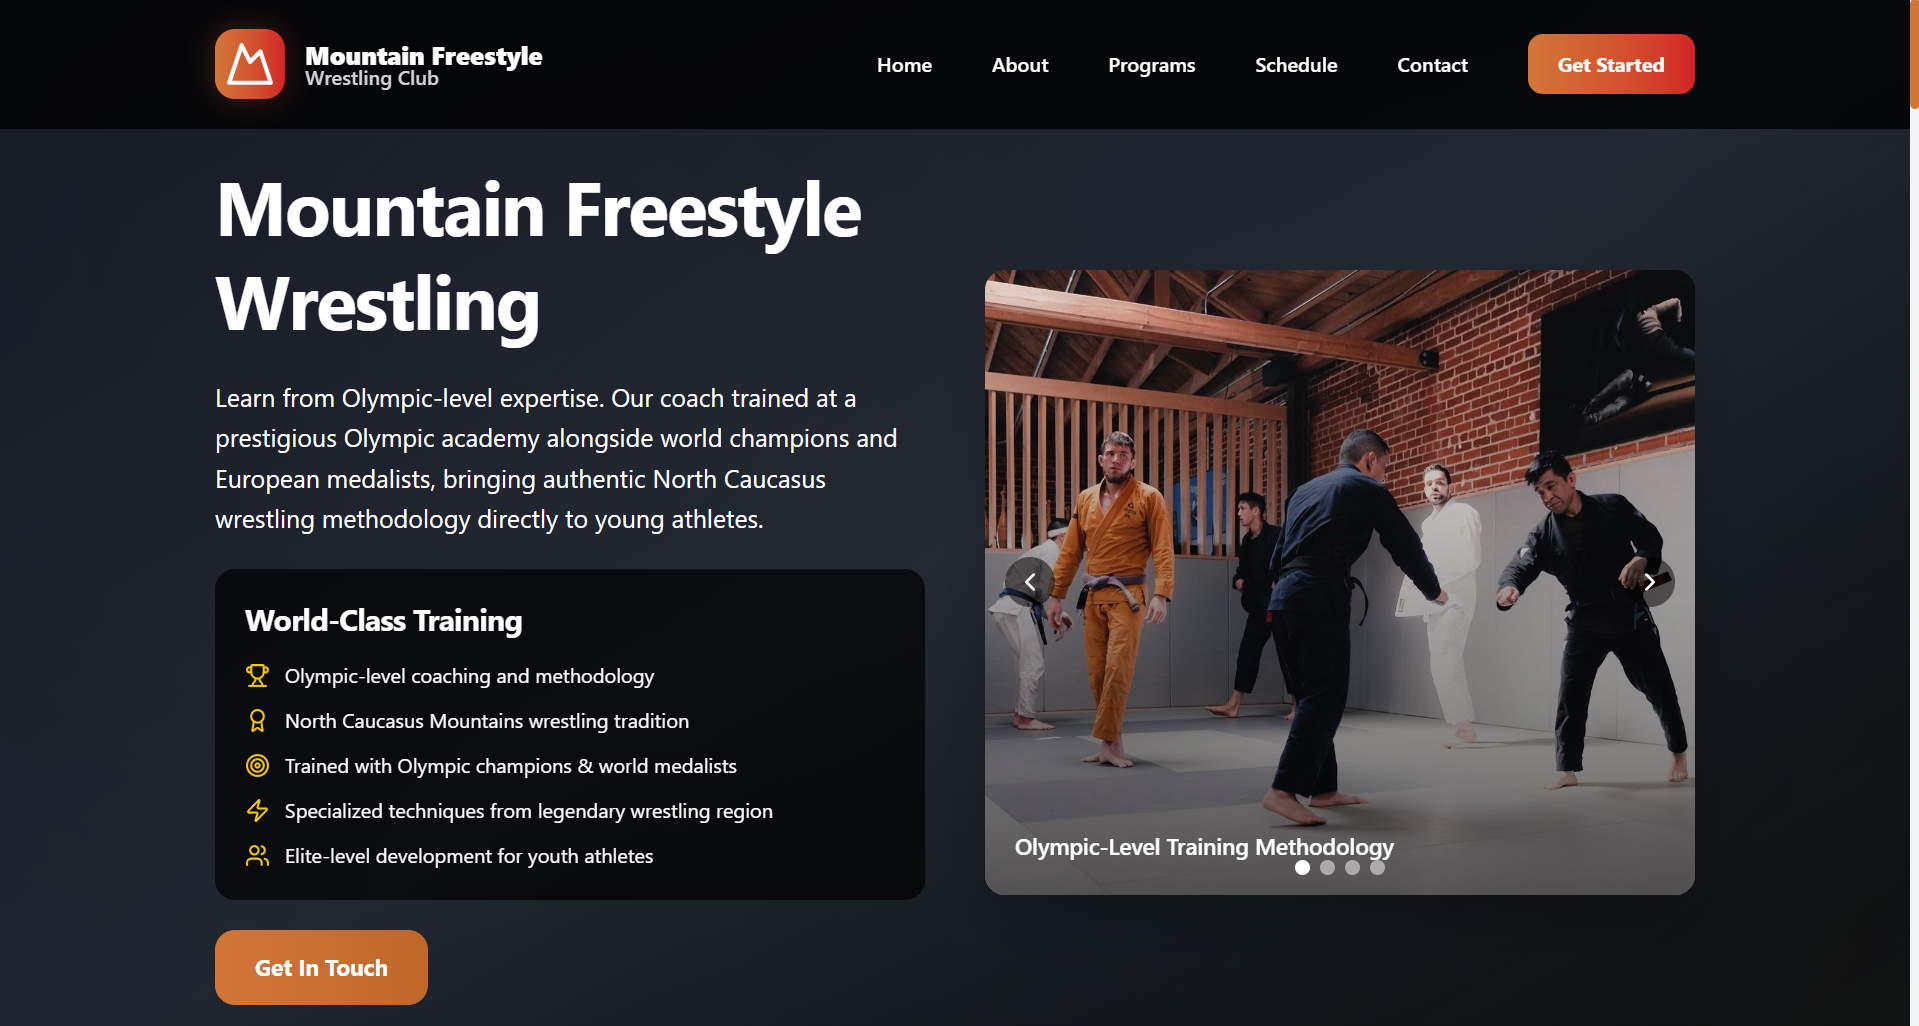 Mountain Freestyle
Wrestling Club
Home
About
Programs
Schedule
Contact
Get Started
Mountain Freestyle
Wrestling
Learn from Olympic-level expertise. Our coach trained at a
prestigious Olympic academy alongside world champions and
European medalists, bringing authentic North Caucasus
wrestling methodology directly to young athletes.
World-Class Training
Olympic-level coaching and methodology
North Caucasus Mountains wrestling tradition
Trained with Olympic champions & world medalists
Specialized techniques from legendary wrestling region
Elite-level development for youth athletes
Get In Touch
Olympic-Level Training Methodology